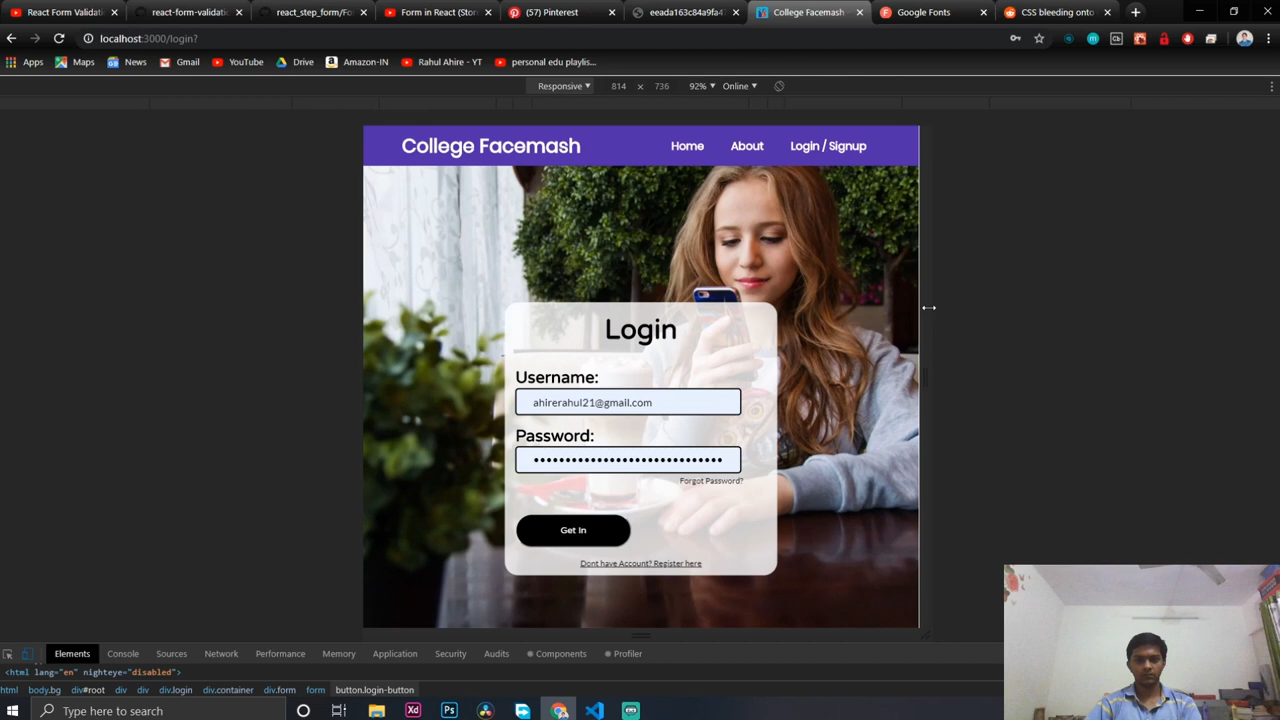 React Form Validati
react-form-validatio
react_step_form/For
Form in React (Stor
(57) Pinterest
eeada163c84a9fa47
College Facemash
Google Fonts
CSS bleeding onto
localhost:3000/login?
Apps
Maps
News
Gmail
YouTube
Drive
Amazon-IN
Rahul Ahire - YT
personal edu playlis...
Responsive
814
×
736
92%
Online
College Facemash
Home
About
Login / Signup
Login
Username:
ahirerahul21@gmail.com
Password:
Forgot Password?
Get In
Dont have Account? Register here
Elements
Console
Sources
Network
Performance
Memory
Application
Security
Audits
Components
Profiler
<html lang="en" nighteye="disabled">
html
body.bg
div#root
div
div
div.login
div.container
div.form
form
button.login-button
Type here to search
Xd
Ps